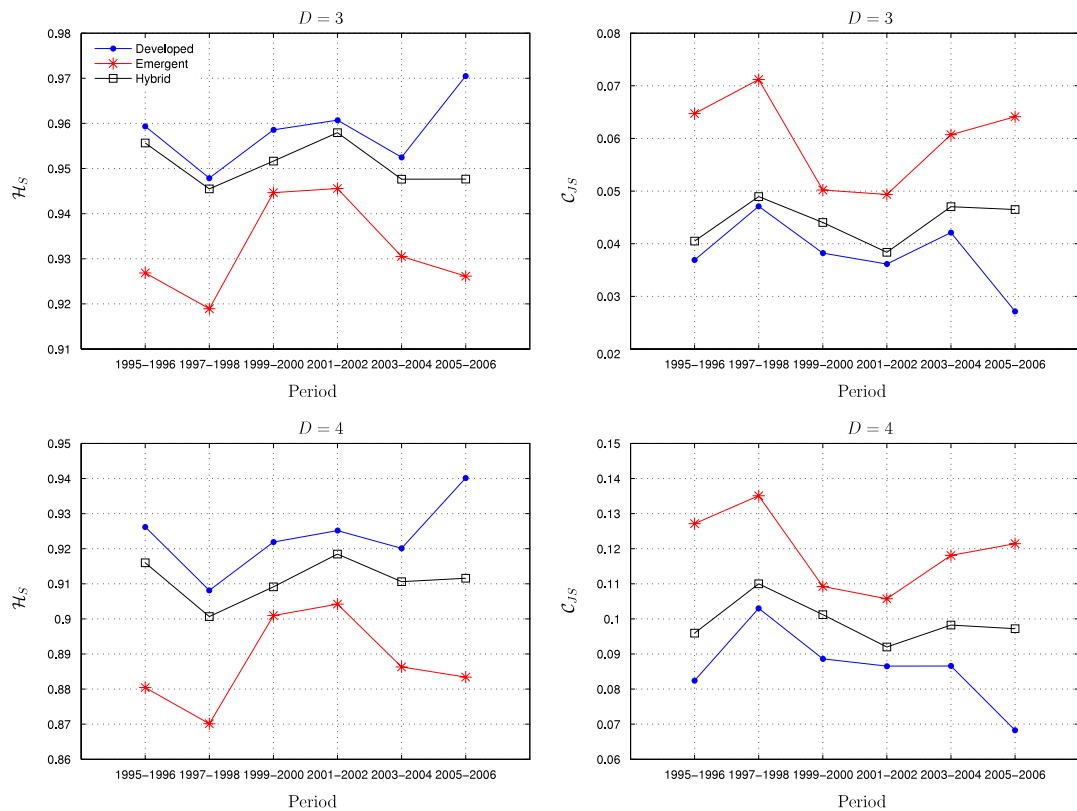 D = 3
0.98
0.97
0.96
0.95
0.94
0.93
0.92
0.91
H_S
Developed
Emergent
Hybrid
1995−1996 1997−1998 1999−2000 2001−2002 2003−2004 2005−2006
Period
D = 3
0.08
0.07
0.06
0.05
0.04
0.03
0.02
C_JS
1995−1996 1997−1998 1999−2000 2001−2002 2003−2004 2005−2006
Period
D = 4
0.95
0.94
0.93
0.92
0.91
0.9
0.89
0.88
0.87
0.86
H_S
1995−1996 1997−1998 1999−2000 2001−2002 2003−2004 2005−2006
Period
D = 4
0.15
0.14
0.13
0.12
0.11
0.1
0.09
0.08
0.07
0.06
C_JS
1995−1996 1997−1998 1999−2000 2001−2002 2003−2004 2005−2006
Period